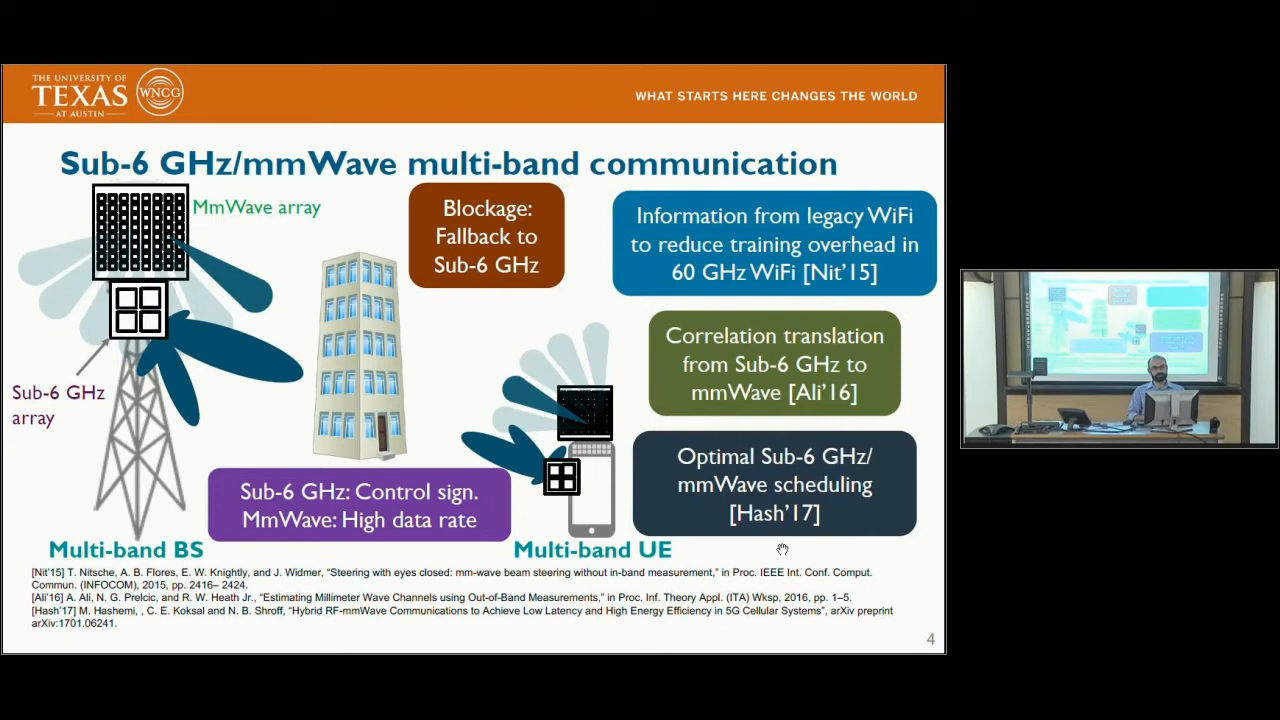 THE UNIVERSITY OF
TEXAS
AT AUSTIN
WNCG
WHAT STARTS HERE CHANGES THE WORLD
Sub-6 GHz/mmWave multi-band communication
MmWave array
Sub-6 GHz
array
Blockage:
Fallback to
Sub-6 GHz
Information from legacy WiFi
to reduce training overhead in
60 GHz WiFi [Nit'15]
Correlation translation
from Sub-6 GHz to
mmWave [Ali'16]
Optimal Sub-6 GHz/
mmWave scheduling
[Hash'17]
Sub-6 GHz: Control sign.
MmWave: High data rate
Multi-band BS
Multi-band UE
[Nit'15] T. Nitsche, A. B. Flores, E. W. Knightly, and J. Widmer, "Steering with eyes closed: mm-wave beam steering without in-band measurement," in Proc. IEEE Int. Conf. Comput.
Commun. (INFOCOM), 2015, pp. 2416– 2424.
[Ali'16] A. Ali, N. G. Prelcic, and R. W. Heath Jr., "Estimating Millimeter Wave Channels using Out-of-Band Measurements," in Proc. Inf. Theory Appl. (ITA) Wksp, 2016, pp. 1–5.
[Hash'17] M. Hashemi, , C. E. Koksal and N. B. Shroff, "Hybrid RF-mmWave Communications to Achieve Low Latency and High Energy Efficiency in 5G Cellular Systems", arXiv preprint
arXiv:1701.06241.
4